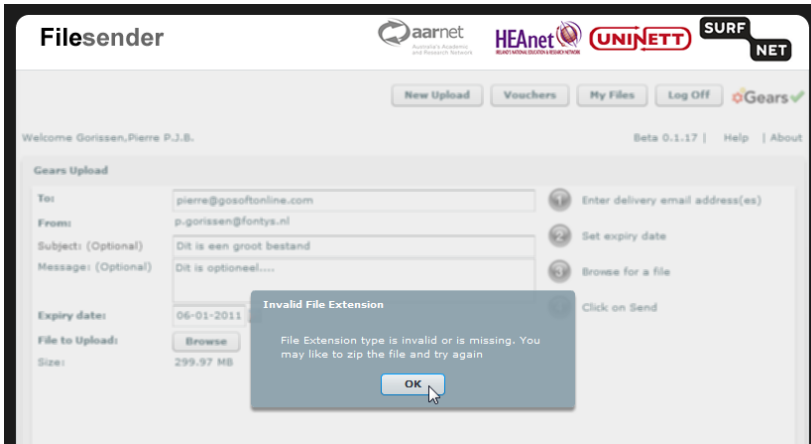 Filesender
aarnet
Australia's Academic
and Research Network
HEAnet
UNINETT
SURF
NET
New Upload
Vouchers
My Files
Log Off
Gears
Welcome Gorissen,Pierre P.J.B.
Beta 0.1.17 | Help | About
Gears Upload
To:
pierre@gosoftonline.com
Enter delivery email address(es)
From:
p.gorissen@fontys.nl
Subject: (Optional)
Dit is een groot bestand
2
Set expiry date
Message: (Optional)
Dit is optioneel....
Browse for a file
Expiry date:
06-01-2011
Click on Send
File to Upload:
Browse
Size:
299.97 MB
Invalid File Extension
File Extension type is invalid or is missing. You
may like to zip the file and try again
OK